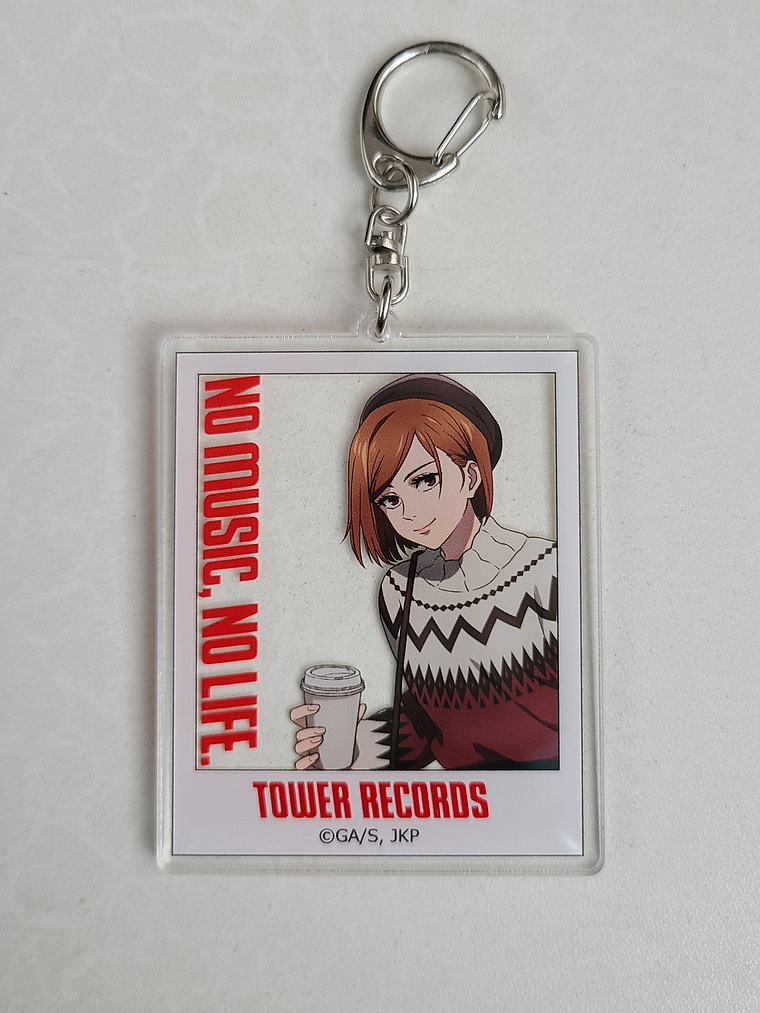 NO MUSIC, NO LIFE.
TOWER RECORDS
©GA/S, JKP